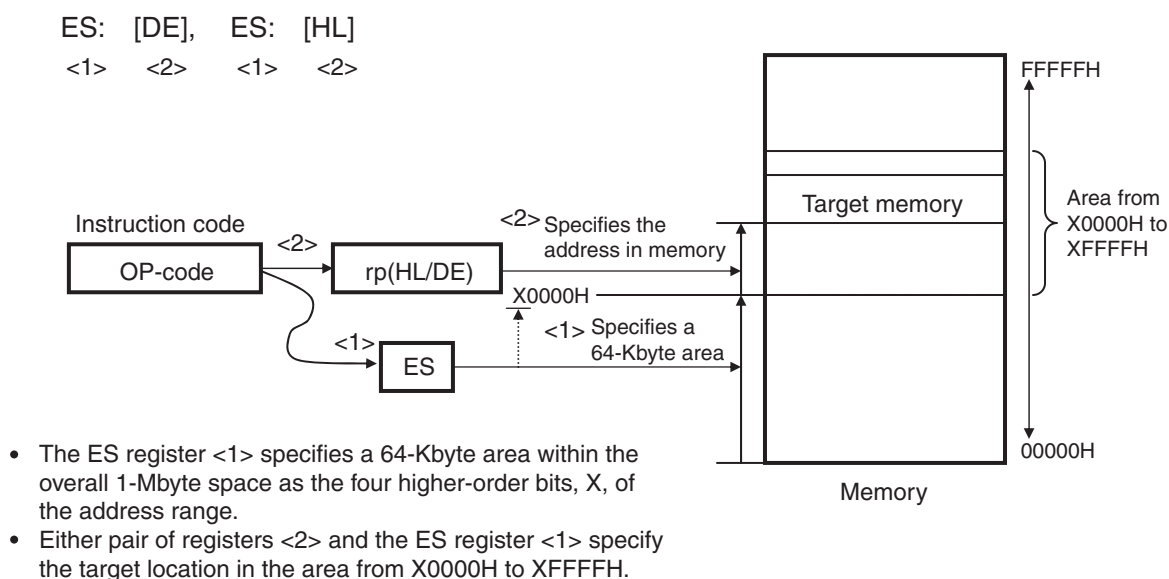 ES: [DE], ES: [HL]
<1> <2> <1> <2>
FFFFFH
Area from
X0000H to
XFFFFH
Target memory
Instruction code
OP-code
<2>
rp(HL/DE)
<2> Specifies the
address in memory
X0000H
<1> Specifies a
64-Kbyte area
<1>
ES
00000H
Memory
• The ES register <1> specifies a 64-Kbyte area within the
overall 1-Mbyte space as the four higher-order bits, X, of
the address range.
• Either pair of registers <2> and the ES register <1> specify
the target location in the area from X0000H to XFFFFH.